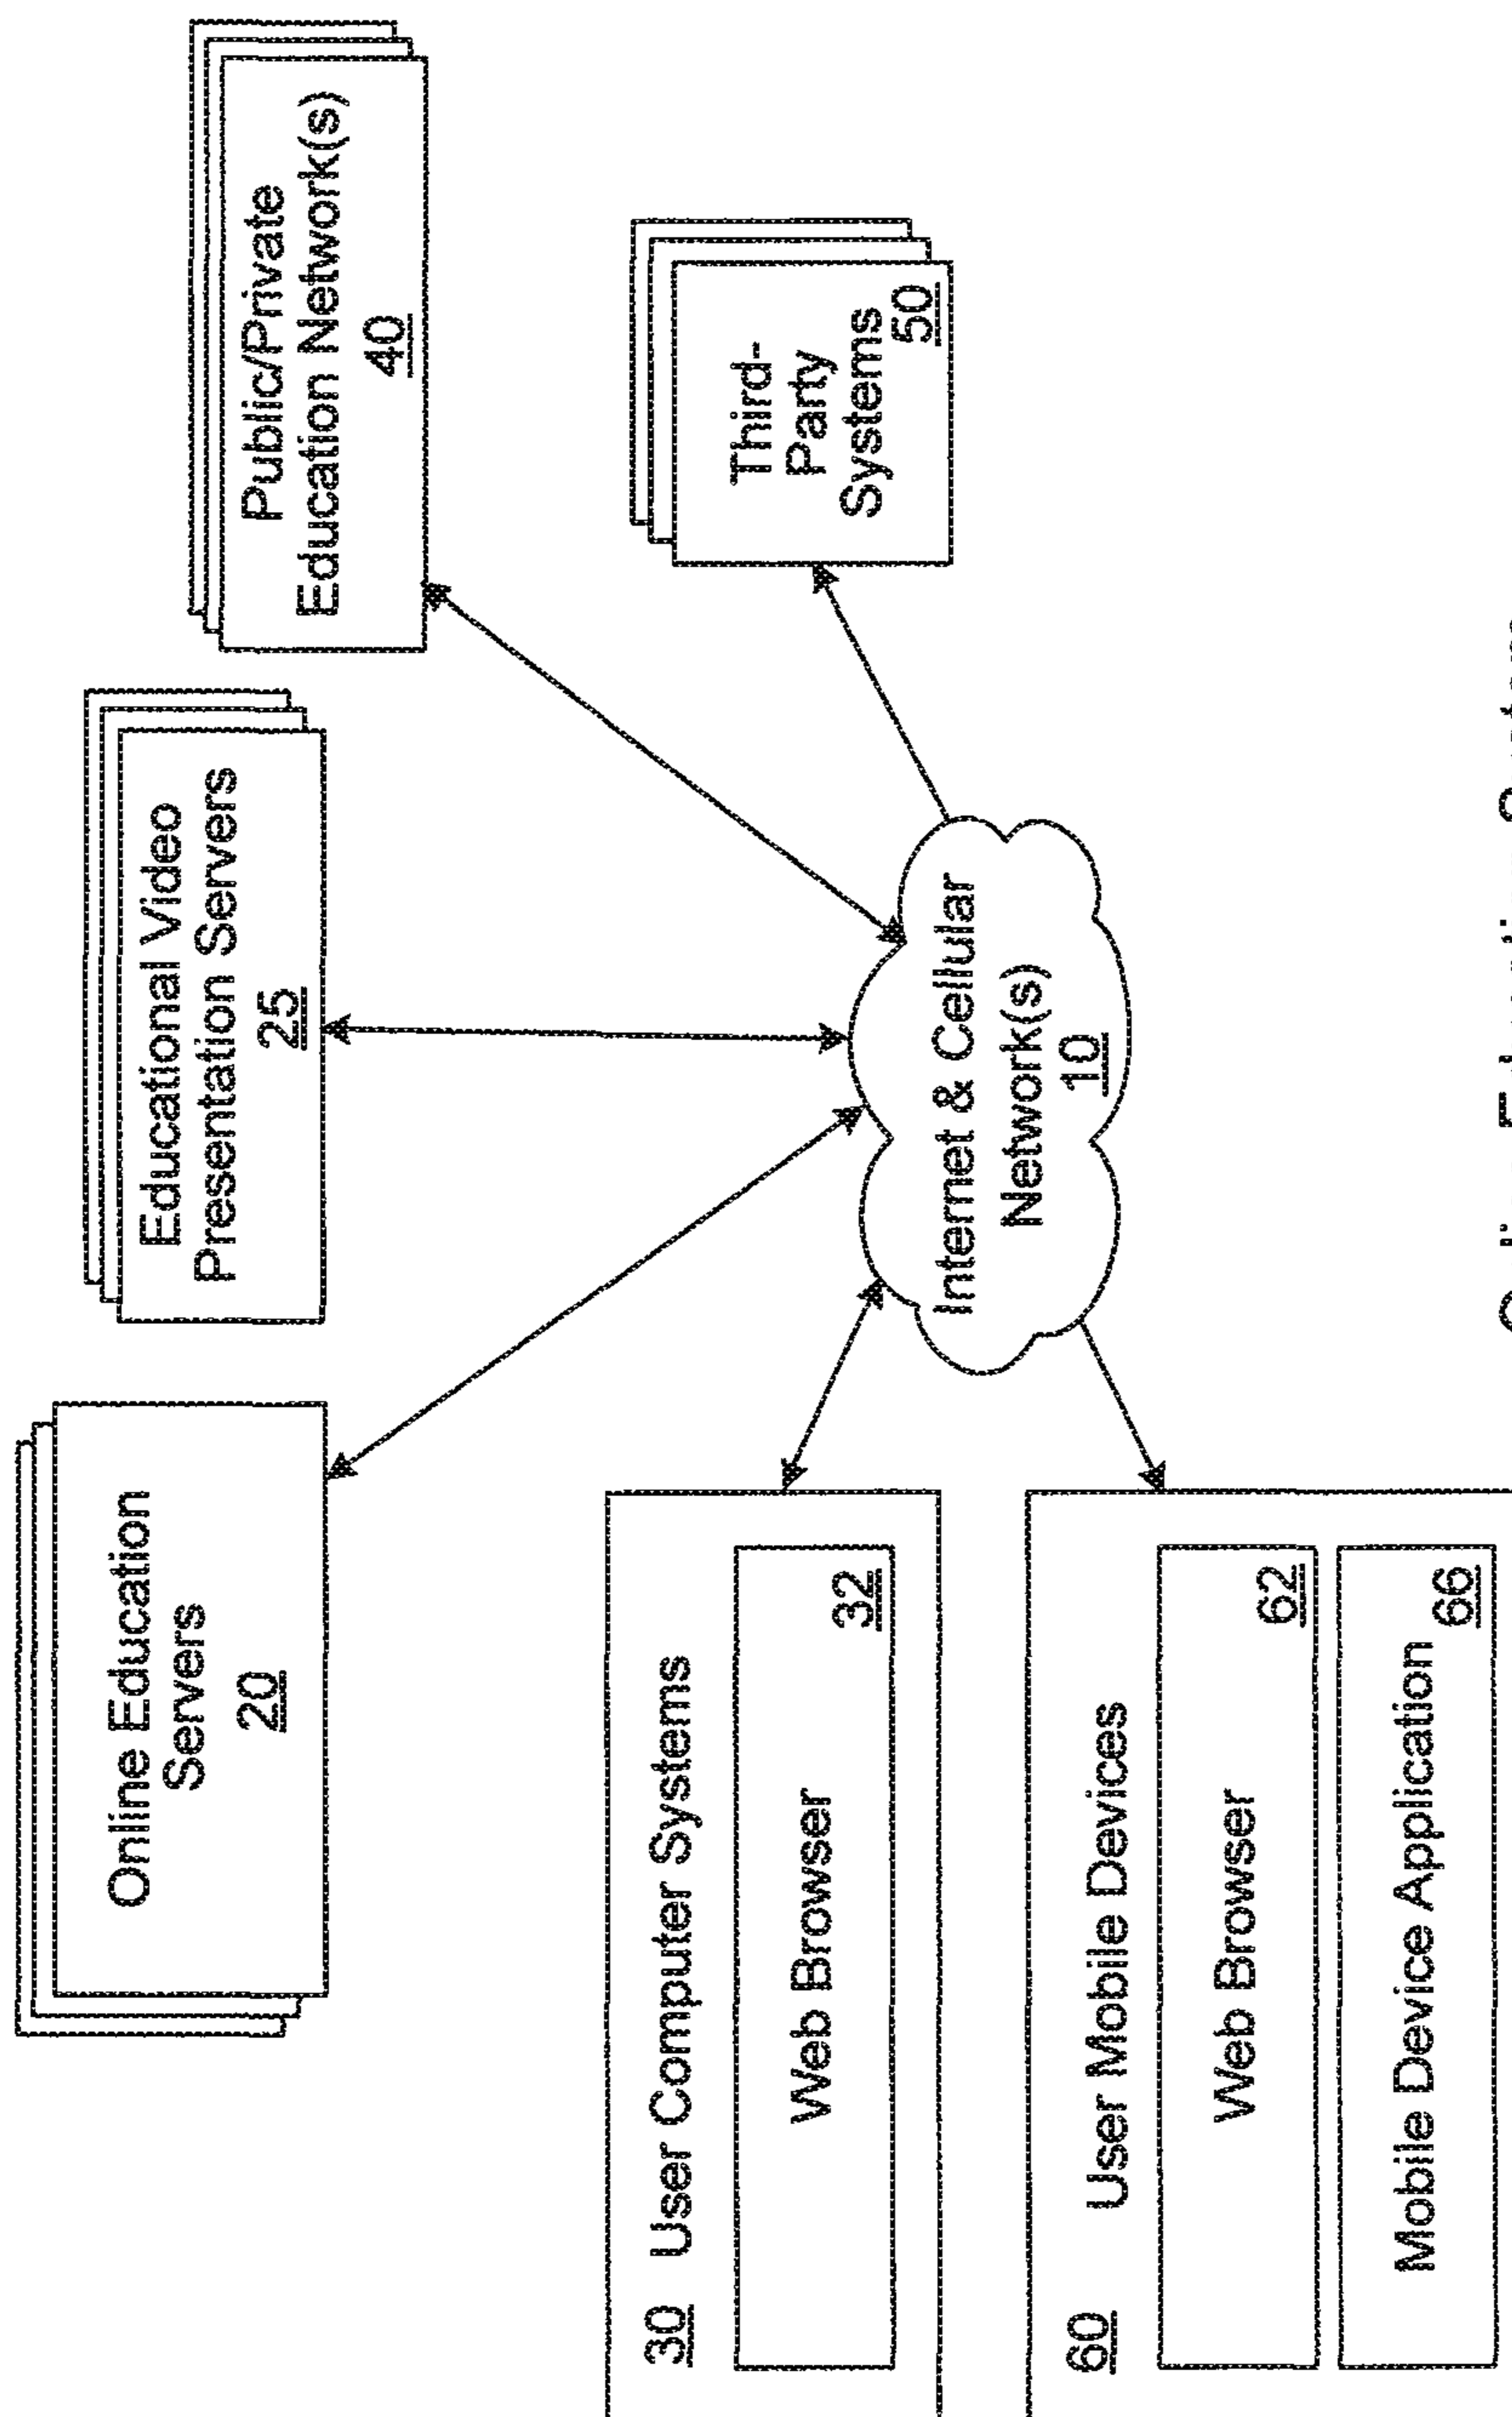 Online Education
Servers
20
Educational Video
Presentation Servers
25
Public/Private
Education Network(s)
40
30 User Computer Systems
Web Browser
32
Internet & Cellular
Network(s)
10
Third-
Party
Systems
50
60 User Mobile Devices
Web Browser
62
Mobile Device Application
66